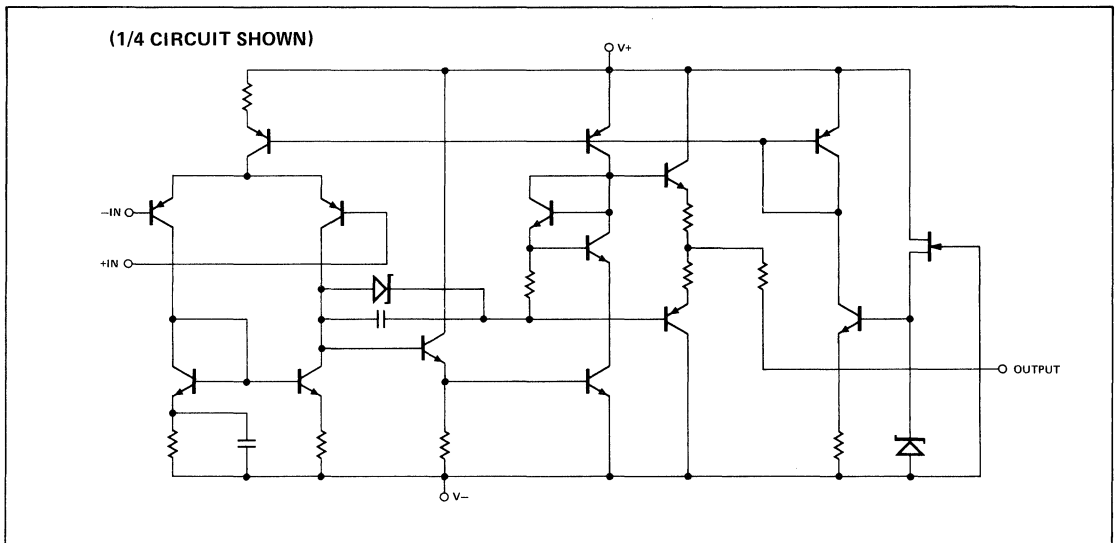 (1/4 CIRCUIT SHOWN)
V+
−IN
+IN
OUTPUT
V−